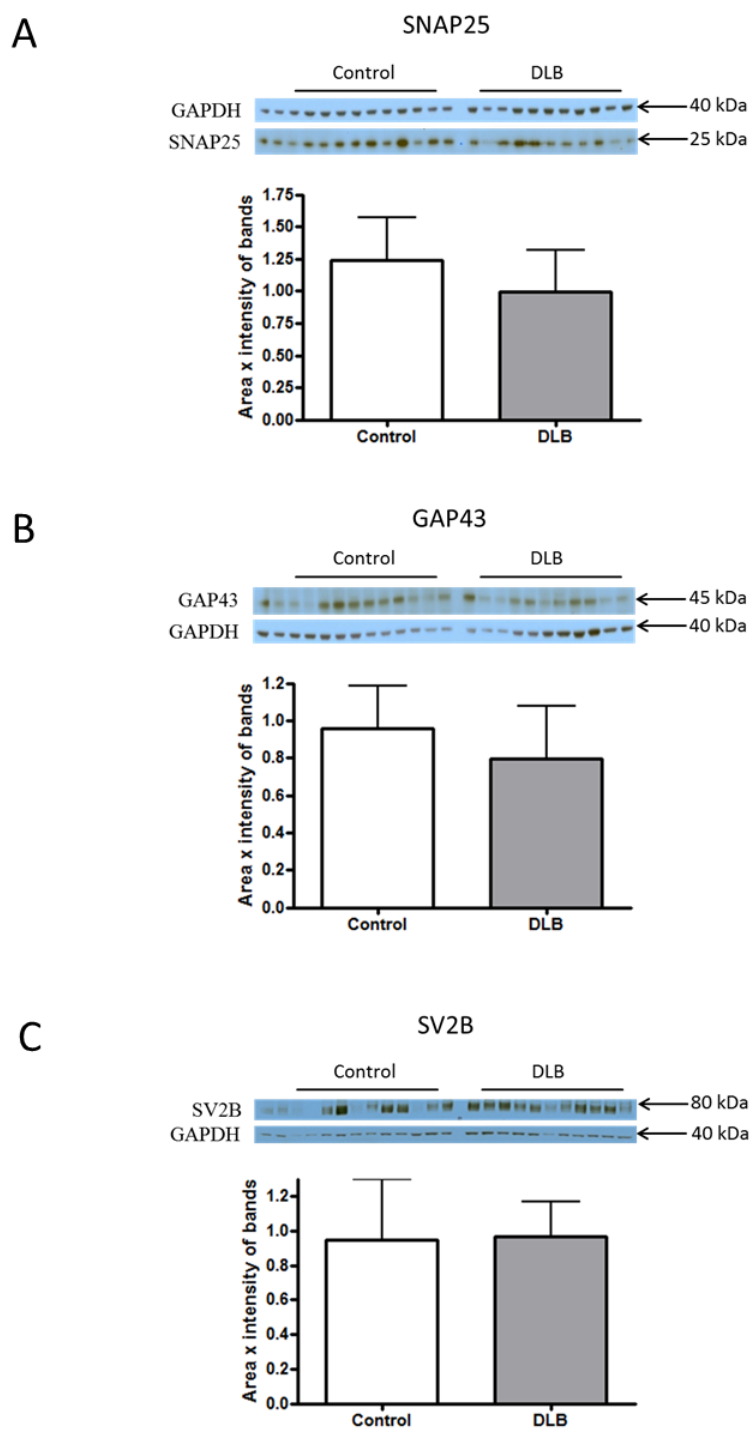 A
SNAP25
Control DLB
GAPDH 40 kDa
SNAP25 25 kDa
Area x intensity of bands
1.75
1.50
1.25
1.00
0.75
0.50
0.25
0.00
Control DLB
B
GAP43
Control DLB
GAP43 45 kDa
GAPDH 40 kDa
Area x intensity of bands
1.2
1.0
0.8
0.6
0.4
0.2
0.0
Control DLB
C
SV2B
Control DLB
SV2B 80 kDa
GAPDH 40 kDa
Area x intensity of bands
1.2
1.0
0.8
0.6
0.4
0.2
0.0
Control DLB